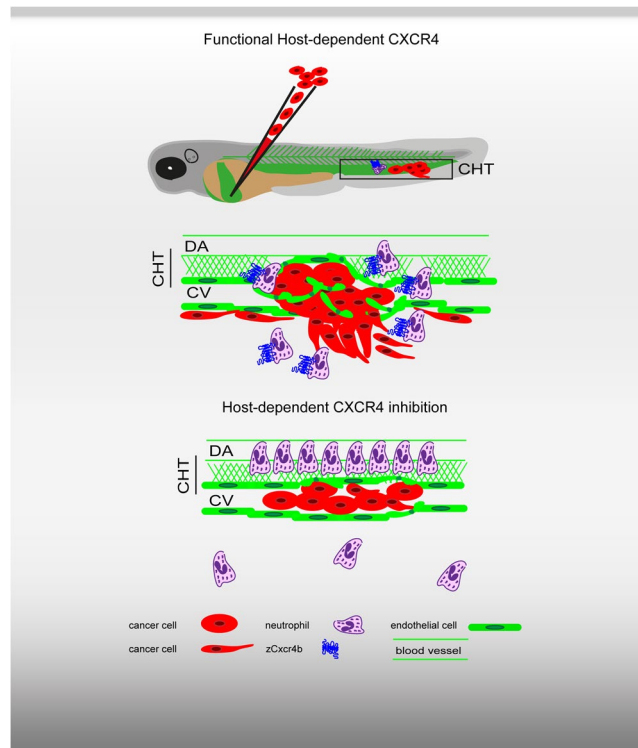 Functional Host-dependent CXCR4
CHT
DA
CHT
CV
Host-dependent CXCR4 inhibition
DA
CHT
CV
cancer cell neutrophil endothelial cell
cancer cell zCxcr4b blood vessel